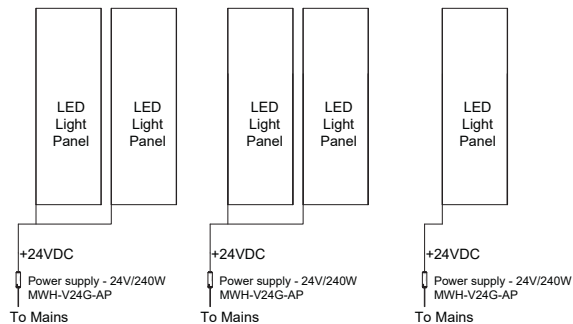 LED
Light
Panel
LED
Light
Panel
LED
Light
Panel
LED
Light
Panel
LED
Light
Panel
+24VDC
Power supply - 24V/240W
MWH-V24G-AP
To Mains
+24VDC
Power supply - 24V/240W
MWH-V24G-AP
To Mains
+24VDC
Power supply - 24V/240W
MWH-V24G-AP
To Mains